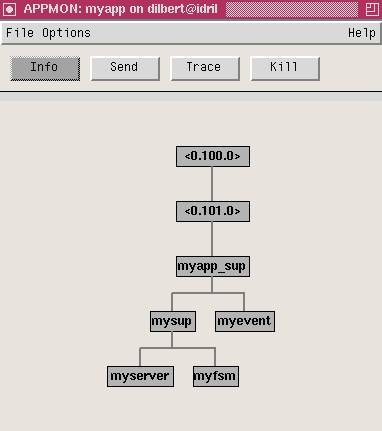 APPMON: myapp on dilbert@idril
File Options Help
Info Send Trace Kill
<0.100.0>
<0.101.0>
myapp_sup
mysup myevent
myserver myfsm